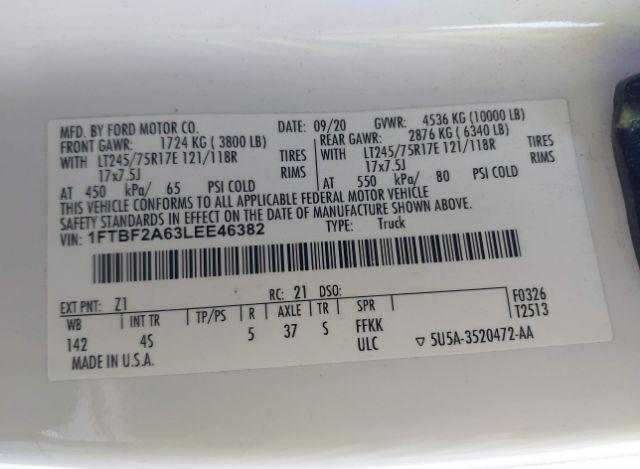 MFD. BY FORD MOTOR CO. DATE: 09/20 GVWR: 4536 KG (10000 LB)
FRONT GAWR: 1724 KG ( 3800 LB) REAR GAWR: 2876 KG ( 6340 LB)
WITH LT245/75R17E 121/118R TIRES WITH LT245/75R17E 121/118R TIRES
17x7.5J RIMS 17x7.5J RIMS
AT 450 kPa/ 65 PSI COLD AT 550 kPa/ 80 PSI COLD
THIS VEHICLE CONFORMS TO ALL APPLICABLE FEDERAL MOTOR VEHICLE
SAFETY STANDARDS IN EFFECT ON THE DATE OF MANUFACTURE SHOWN ABOVE.
VIN: 1FTBF2A63LEE46382 TYPE: Truck
EXT PNT: Z1 RC: 21 DSO: F0326
WB INT TR TP/PS R AXLE TR SPR T2513
142 4S 5 37 S FFKK
ULC ▽ 5U5A-3520472-AA
MADE IN U.S.A.